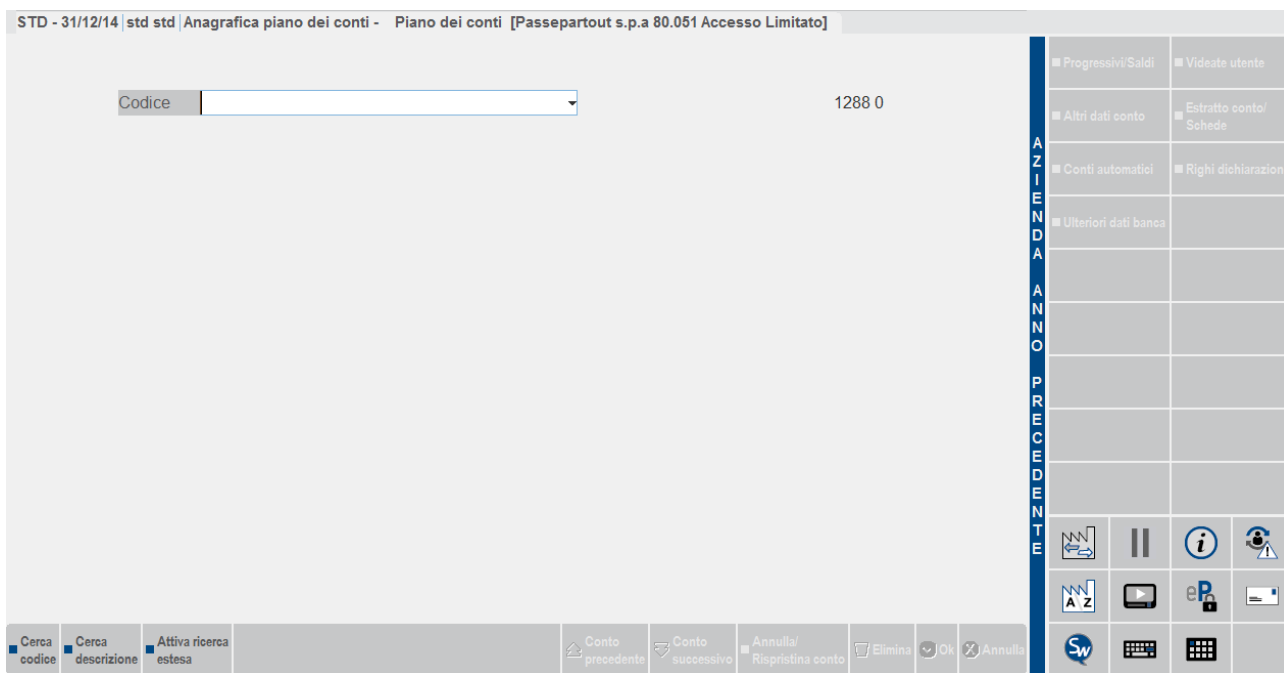 STD - 31/12/14 std std Anagrafica piano dei conti - Piano dei conti [Passepartout s.p.a 80.051 Accesso Limitato]
Codice 1288 0
AZIENDA ANNO PRECEDENTE
Progressivi/Saldi Videate utente
Altri dati conto Estratto conto/
Schede
Conti automatici Righi dichiarazion
Ulteriori dati banca
i
A Z eP
Sw
Cerca
codice
Cerca
descrizione
Attiva ricerca
estesa
Conto
precedente
Conto
successivo
Annulla/
Rispristina conto
Elimina
Ok
Annulla